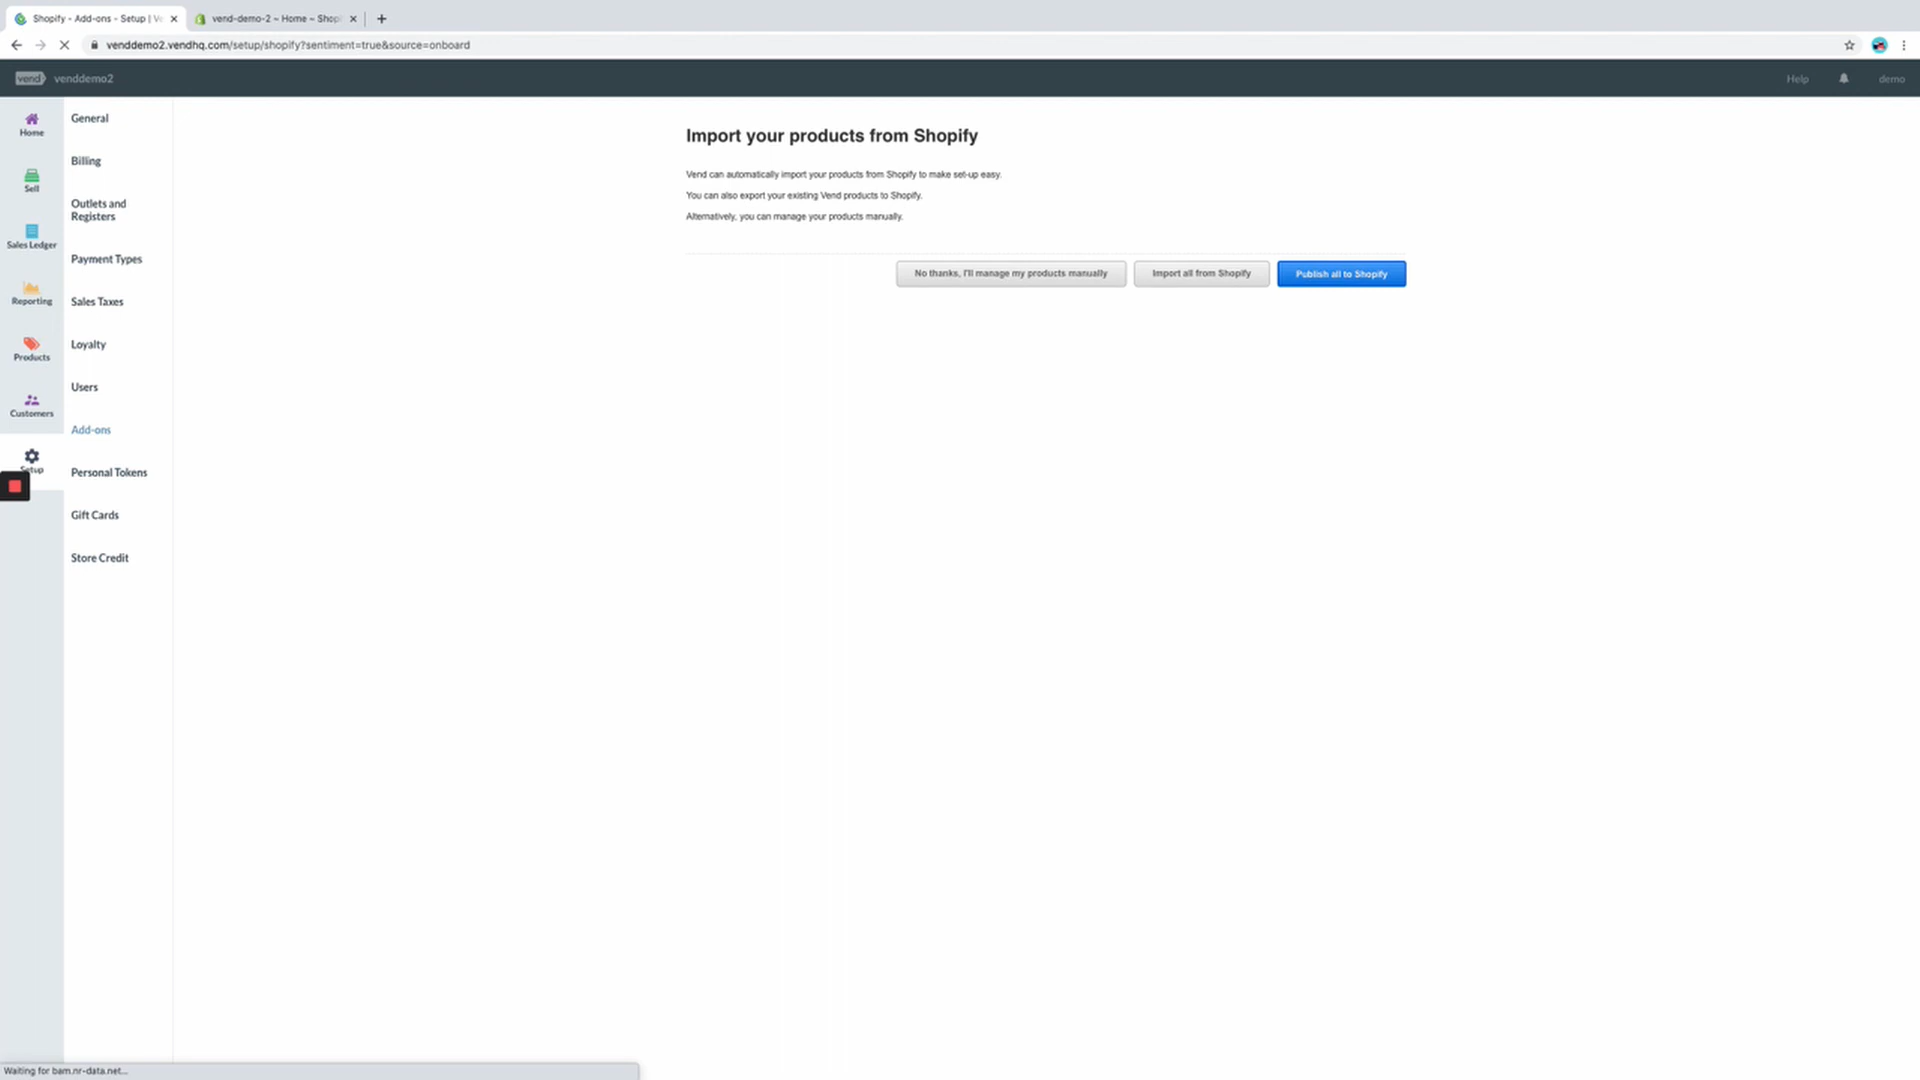 Shopify - Add-ons - Setup | Ve
vend-demo-2 ~ Home ~ Shopi
venddemo2.vendhq.com/setup/shopify?sentiment=true&source=onboard
vend
venddemo2
Help
demo
Home
Sell
Sales Ledger
Reporting
Products
Customers
Setup
General
Billing
Outlets and
Registers
Payment Types
Sales Taxes
Loyalty
Users
Add-ons
Personal Tokens
Gift Cards
Store Credit
Import your products from Shopify
Vend can automatically import your products from Shopify to make set-up easy.
You can also export your existing Vend products to Shopify.
Alternatively, you can manage your products manually.
No thanks, I'll manage my products manually
Import all from Shopify
Publish all to Shopify
Waiting for bam.nr-data.net...